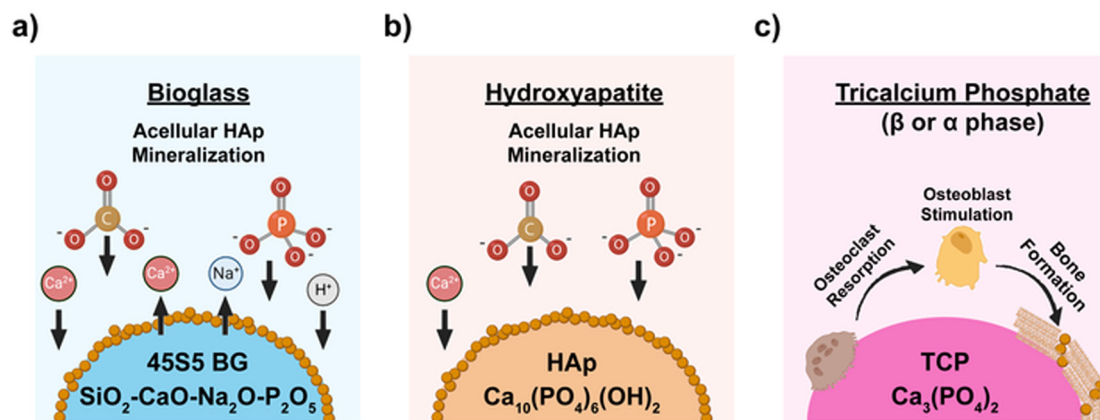 a)
Bioglass
Acellular HAp
Mineralization
O
C
O
-
O
-
O
P
O
-
O
-
O
-
Ca²⁺
Ca²⁺
Na⁺
H⁺
45S5 BG
SiO₂-CaO-Na₂O-P₂O₅
b)
Hydroxyapatite
Acellular HAp
Mineralization
O
C
O
-
O
-
O
P
O
-
O
-
O
-
Ca²⁺
HAp
Ca₁₀(PO₄)₆(OH)₂
c)
Tricalcium Phosphate
(β or α phase)
Osteoclast
Resorption
Osteoblast
Stimulation
Bone
Formation
TCP
Ca₃(PO₄)₂